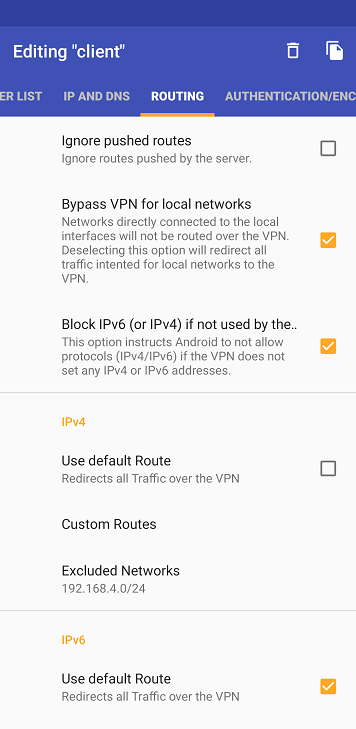 Editing "client"
ER LIST IP AND DNS ROUTING AUTHENTICATION/ENC
Ignore pushed routes
Ignore routes pushed by the server.
Bypass VPN for local networks
Networks directly connected to the local
interfaces will not be routed over the VPN.
Deselecting this option will redirect all
traffic intented for local networks to the
VPN.
Block IPv6 (or IPv4) if not used by the..
This option instructs Android to not allow
protocols (IPv4/IPv6) if the VPN does not
set any IPv4 or IPv6 addresses.
IPv4
Use default Route
Redirects all Traffic over the VPN
Custom Routes
Excluded Networks
192.168.4.0/24
IPv6
Use default Route
Redirects all Traffic over the VPN